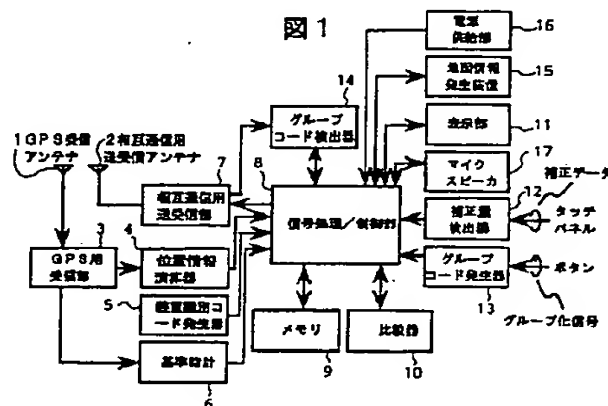 図1
電源
供給部
16
地図情報
発生装置
15
14
グループ
コード検出器
表示部
11
1GPS受信
アンテナ
2相互通信用
送受信アンテナ
7
8
マイク
スピーカ
17
補正データ
相互通信用
送受信部
信号処理/制御部
12
補正量
検出器
タッチ
パネル
3
GPS用
受信部
4
位置情報
演算器
グループ
コード発生器
13
ボタン
グループ化信号
5
装置識別コ
ード発生器
基準時計
6
メモリ
9
比較器
10